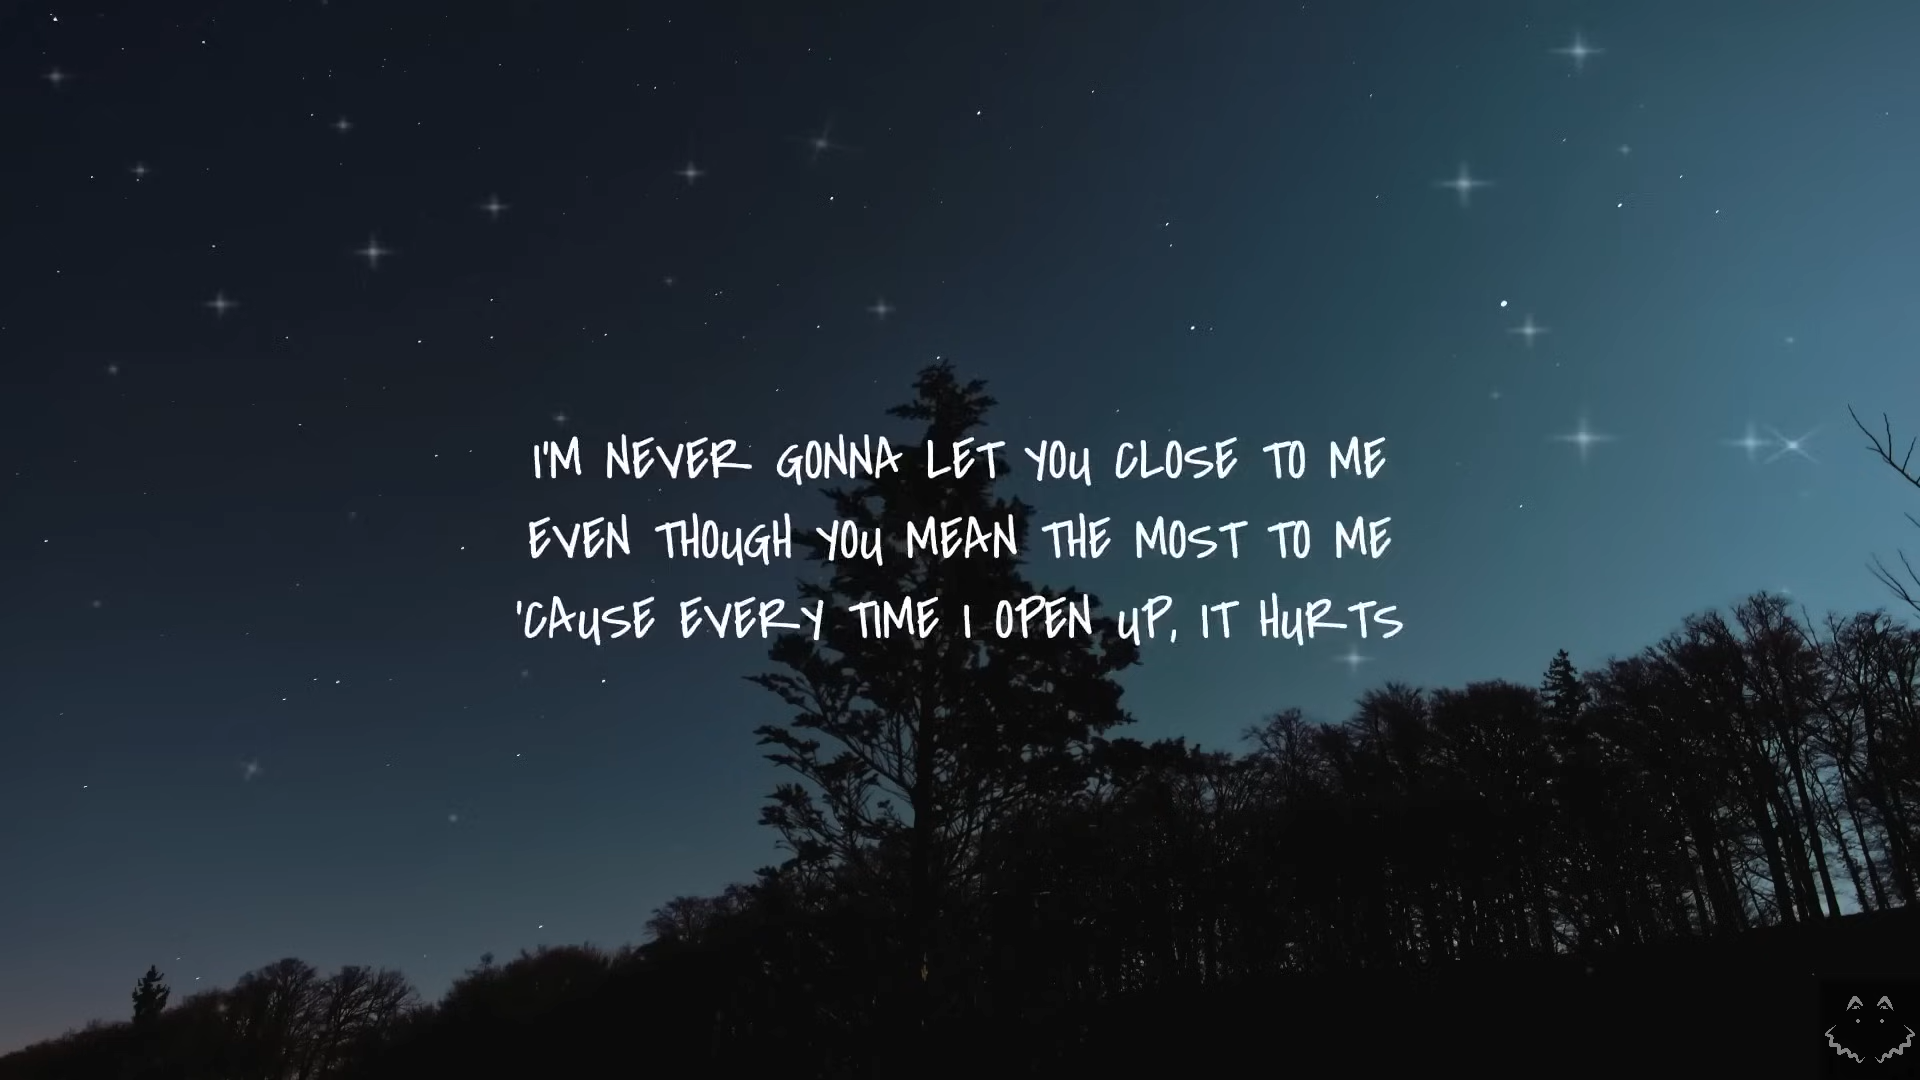 I'M NEVER GONNA LET YOU CLOSE TO ME
EVEN THOUGH YOU MEAN THE MOST TO ME
'CAUSE EVERY TIME I OPEN UP, IT HURTS